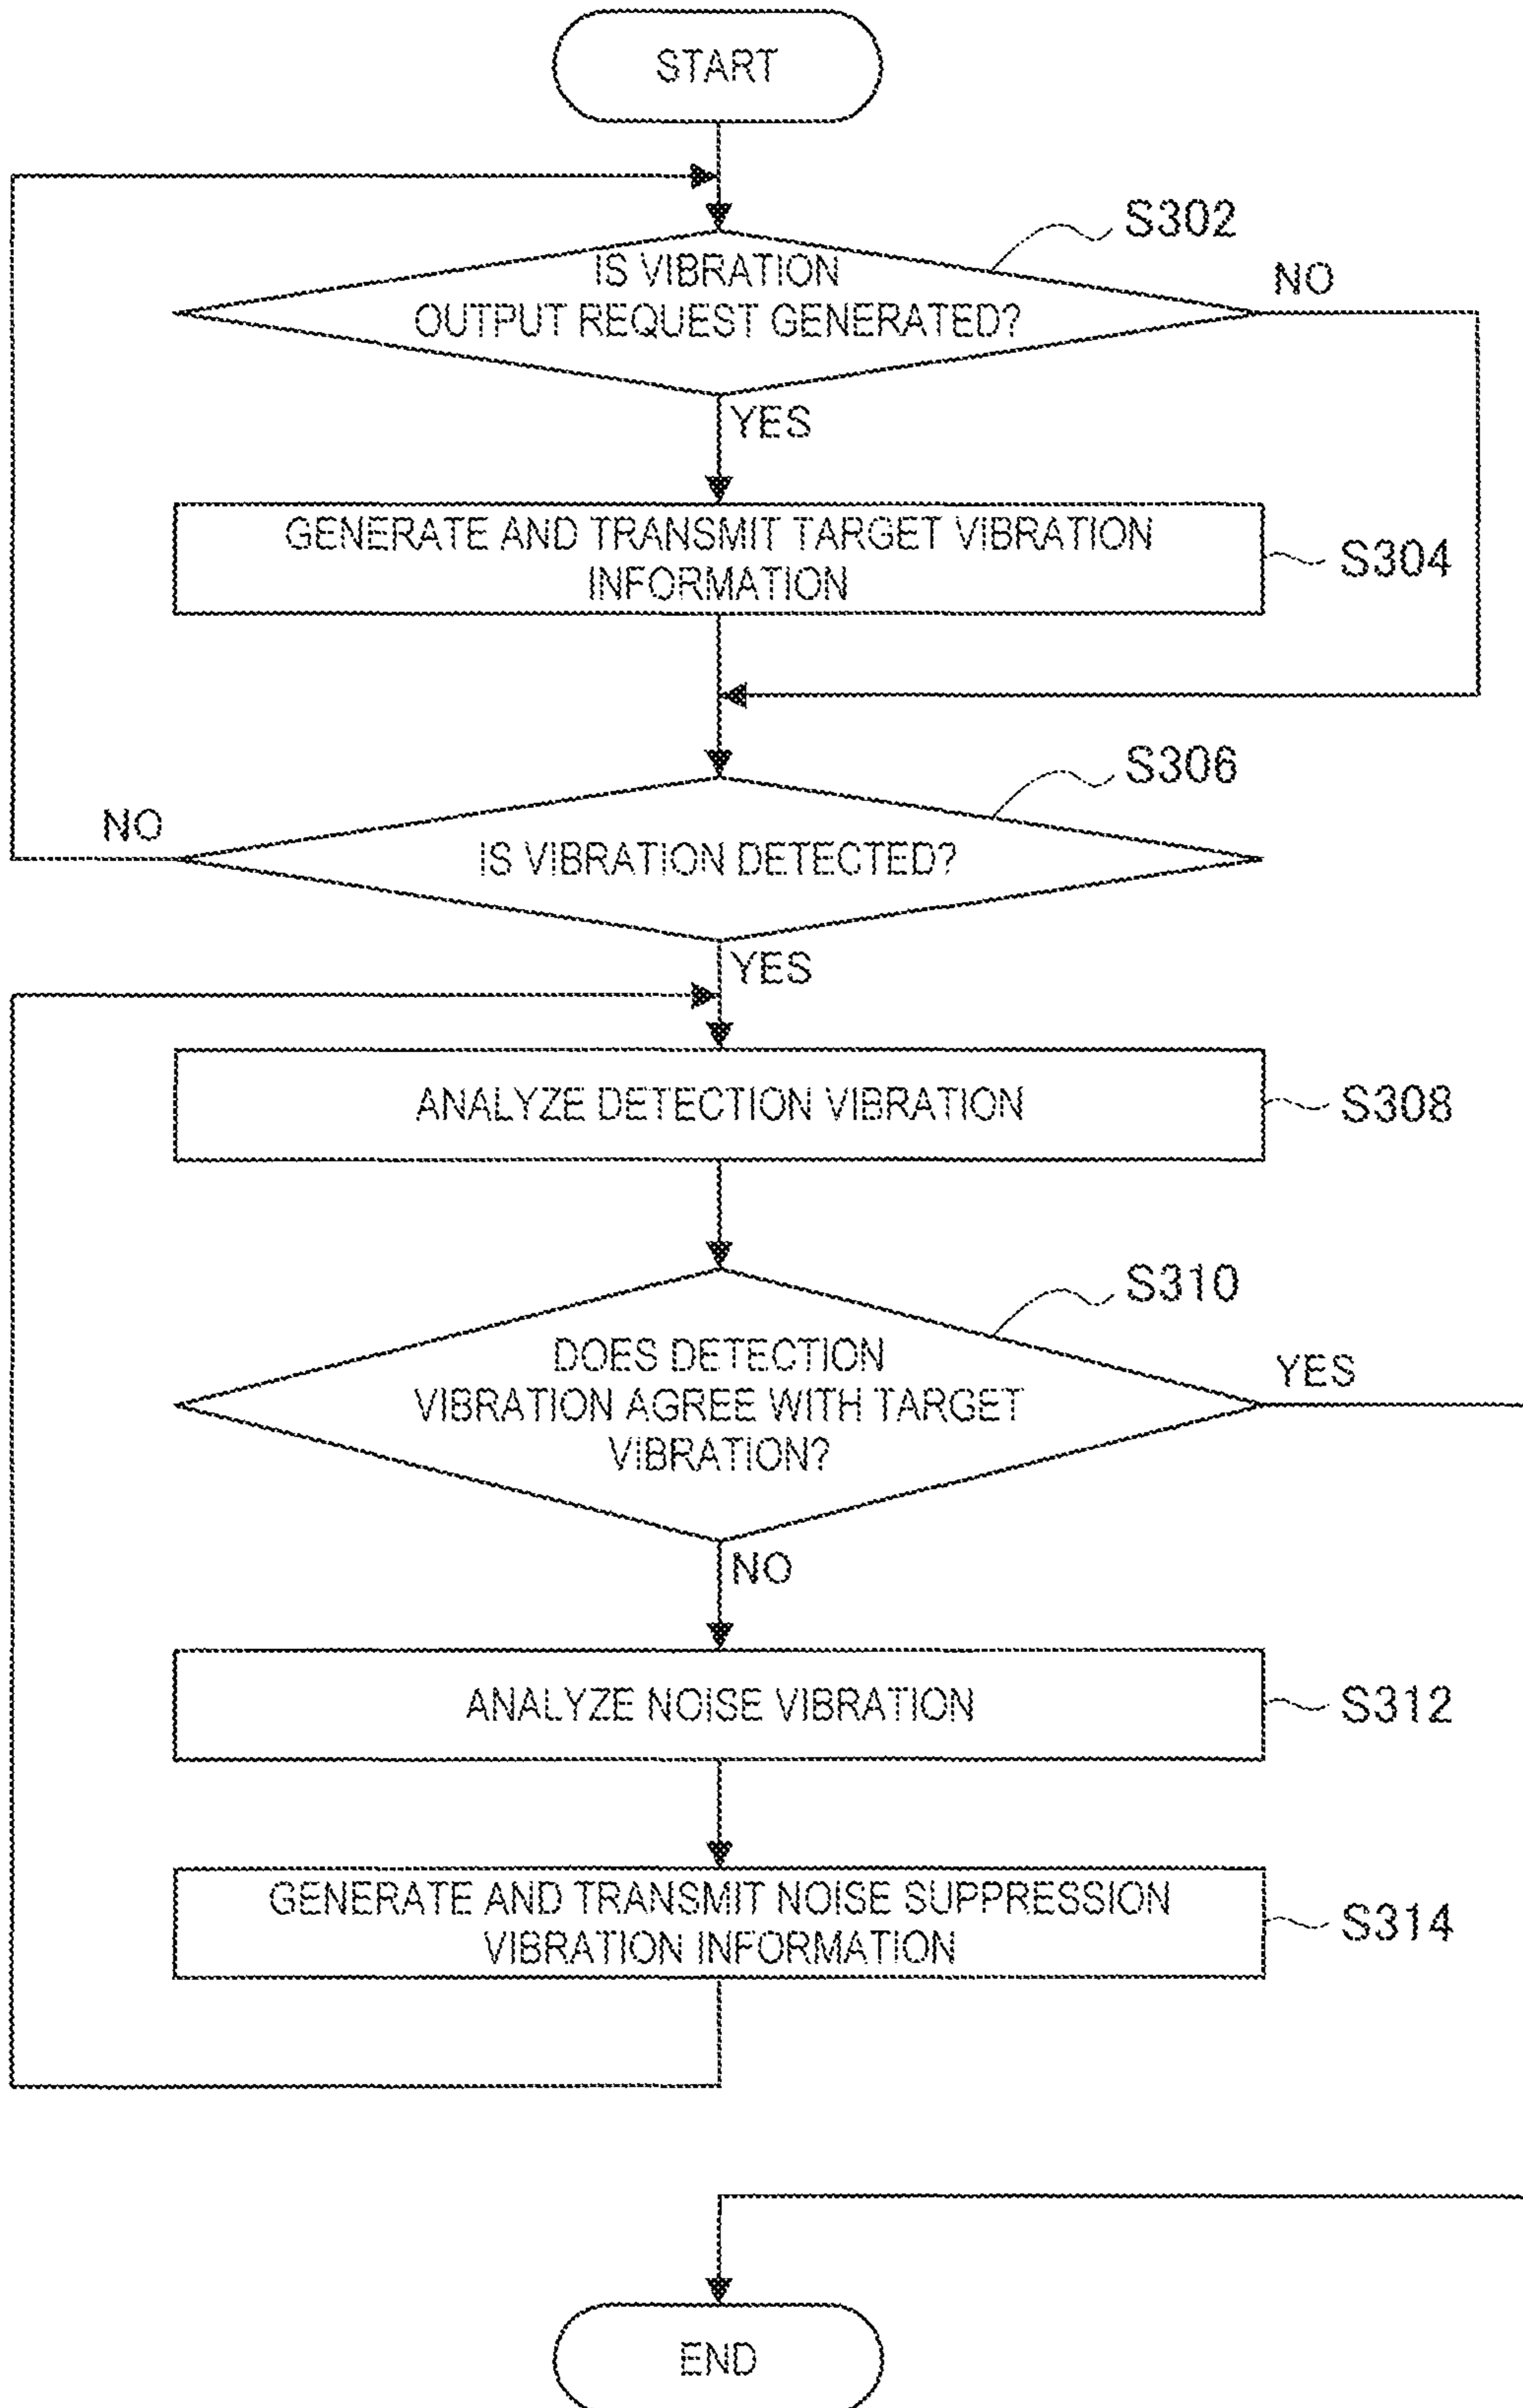 START
S302
IS VIBRATION
OUTPUT REQUEST GENERATED?
NO
YES
GENERATE AND TRANSMIT TARGET VIBRATION
INFORMATION
S304
S306
NO
IS VIBRATION DETECTED?
YES
ANALYZE DETECTION VIBRATION
S308
S310
DOES DETECTION
VIBRATION AGREE WITH TARGET
VIBRATION?
YES
NO
ANALYZE NOISE VIBRATION
S312
GENERATE AND TRANSMIT NOISE SUPPRESSION
VIBRATION INFORMATION
S314
END